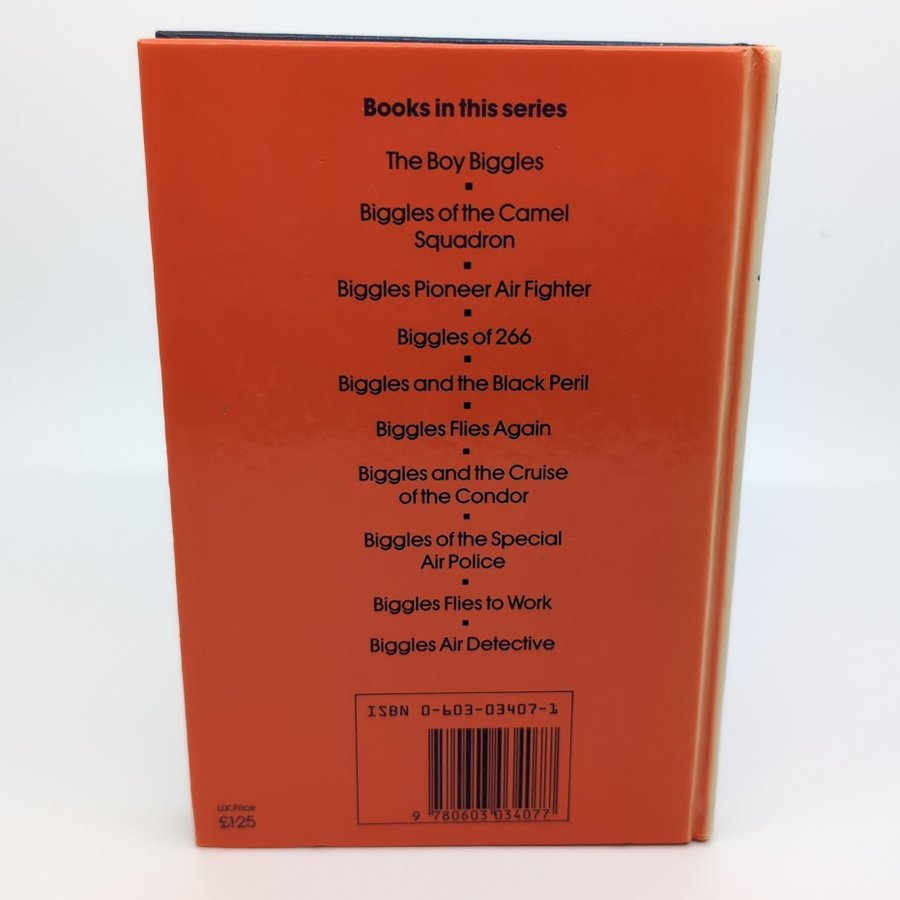 Books in this series
The Boy Biggles
Biggles of the Camel
Squadron
Biggles Pioneer Air Fighter
Biggles of 266
Biggles and the Black Peril
Biggles Flies Again
Biggles and the Cruise
of the Condor
Biggles of the Special
Air Police
Biggles Flies to Work
Biggles Air Detective
ISBN 0-603-03407-1
9 780603 034077
U.K. Price
£1·25